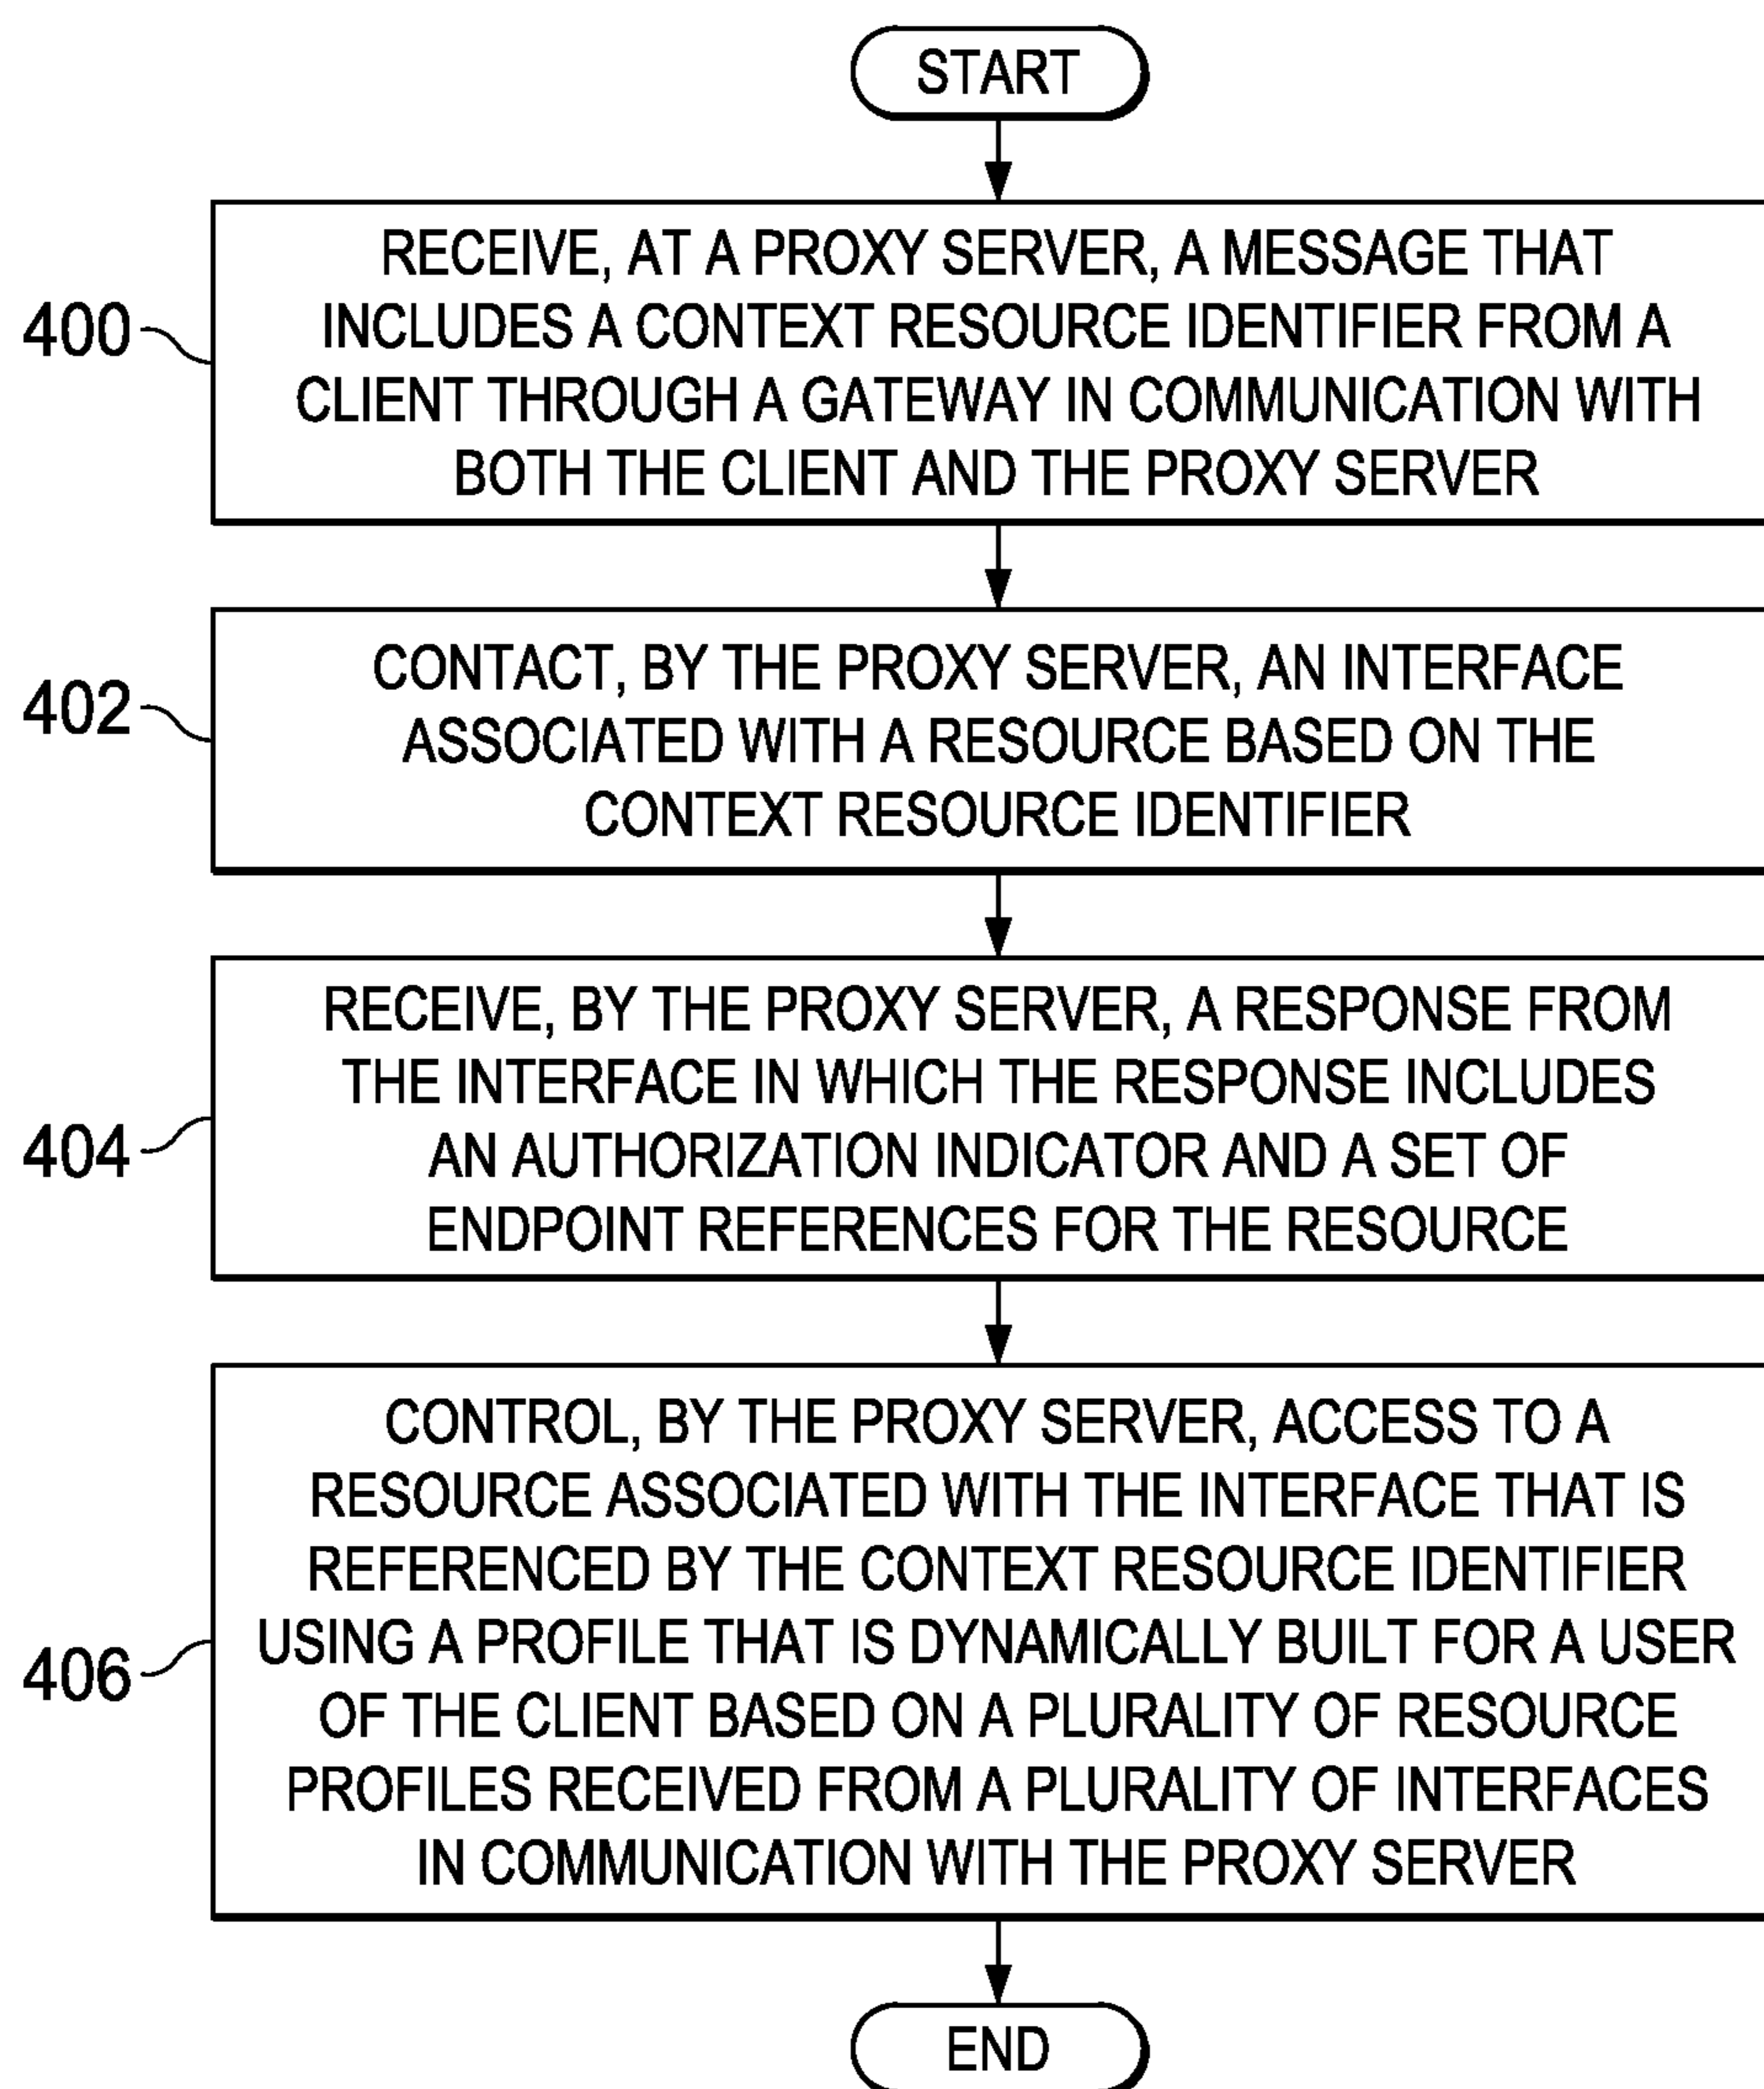 START
RECEIVE, AT A PROXY SERVER, A MESSAGE THAT
INCLUDES A CONTEXT RESOURCE IDENTIFIER FROM A
CLIENT THROUGH A GATEWAY IN COMMUNICATION WITH
BOTH THE CLIENT AND THE PROXY SERVER
400
CONTACT, BY THE PROXY SERVER, AN INTERFACE
ASSOCIATED WITH A RESOURCE BASED ON THE
CONTEXT RESOURCE IDENTIFIER
402
RECEIVE, BY THE PROXY SERVER, A RESPONSE FROM
THE INTERFACE IN WHICH THE RESPONSE INCLUDES
AN AUTHORIZATION INDICATOR AND A SET OF
ENDPOINT REFERENCES FOR THE RESOURCE
404
CONTROL, BY THE PROXY SERVER, ACCESS TO A
RESOURCE ASSOCIATED WITH THE INTERFACE THAT IS
REFERENCED BY THE CONTEXT RESOURCE IDENTIFIER
USING A PROFILE THAT IS DYNAMICALLY BUILT FOR A USER
OF THE CLIENT BASED ON A PLURALITY OF RESOURCE
PROFILES RECEIVED FROM A PLURALITY OF INTERFACES
IN COMMUNICATION WITH THE PROXY SERVER
406
END